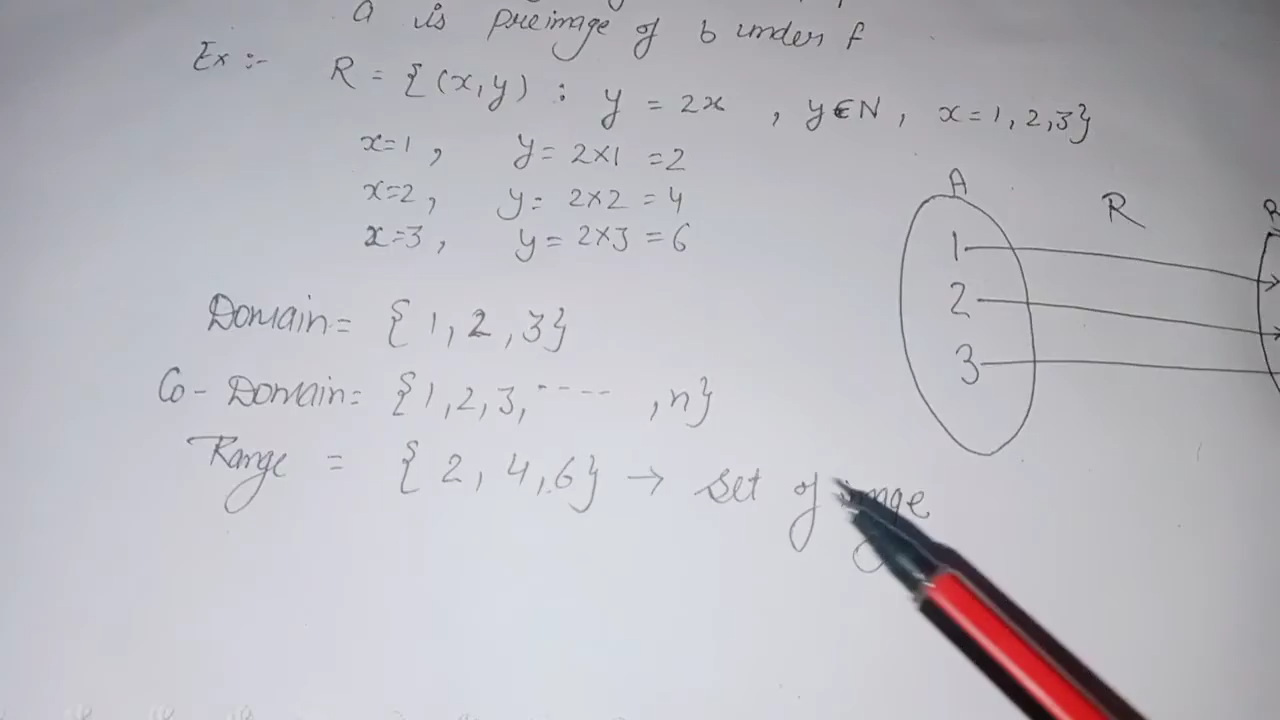 a is preimage of b under f
Ex :- R = {(x,y) : y = 2x , y∈N , x=1,2,3}
x=1 , y= 2×1 =2
x=2 , y= 2×2 = 4
x=3 , y= 2×3 = 6
A R
1
2
3
Domain= {1,2,3}
Co-Domain= {1,2,3,----- ,n}
Range = {2,4,6} → Set of image